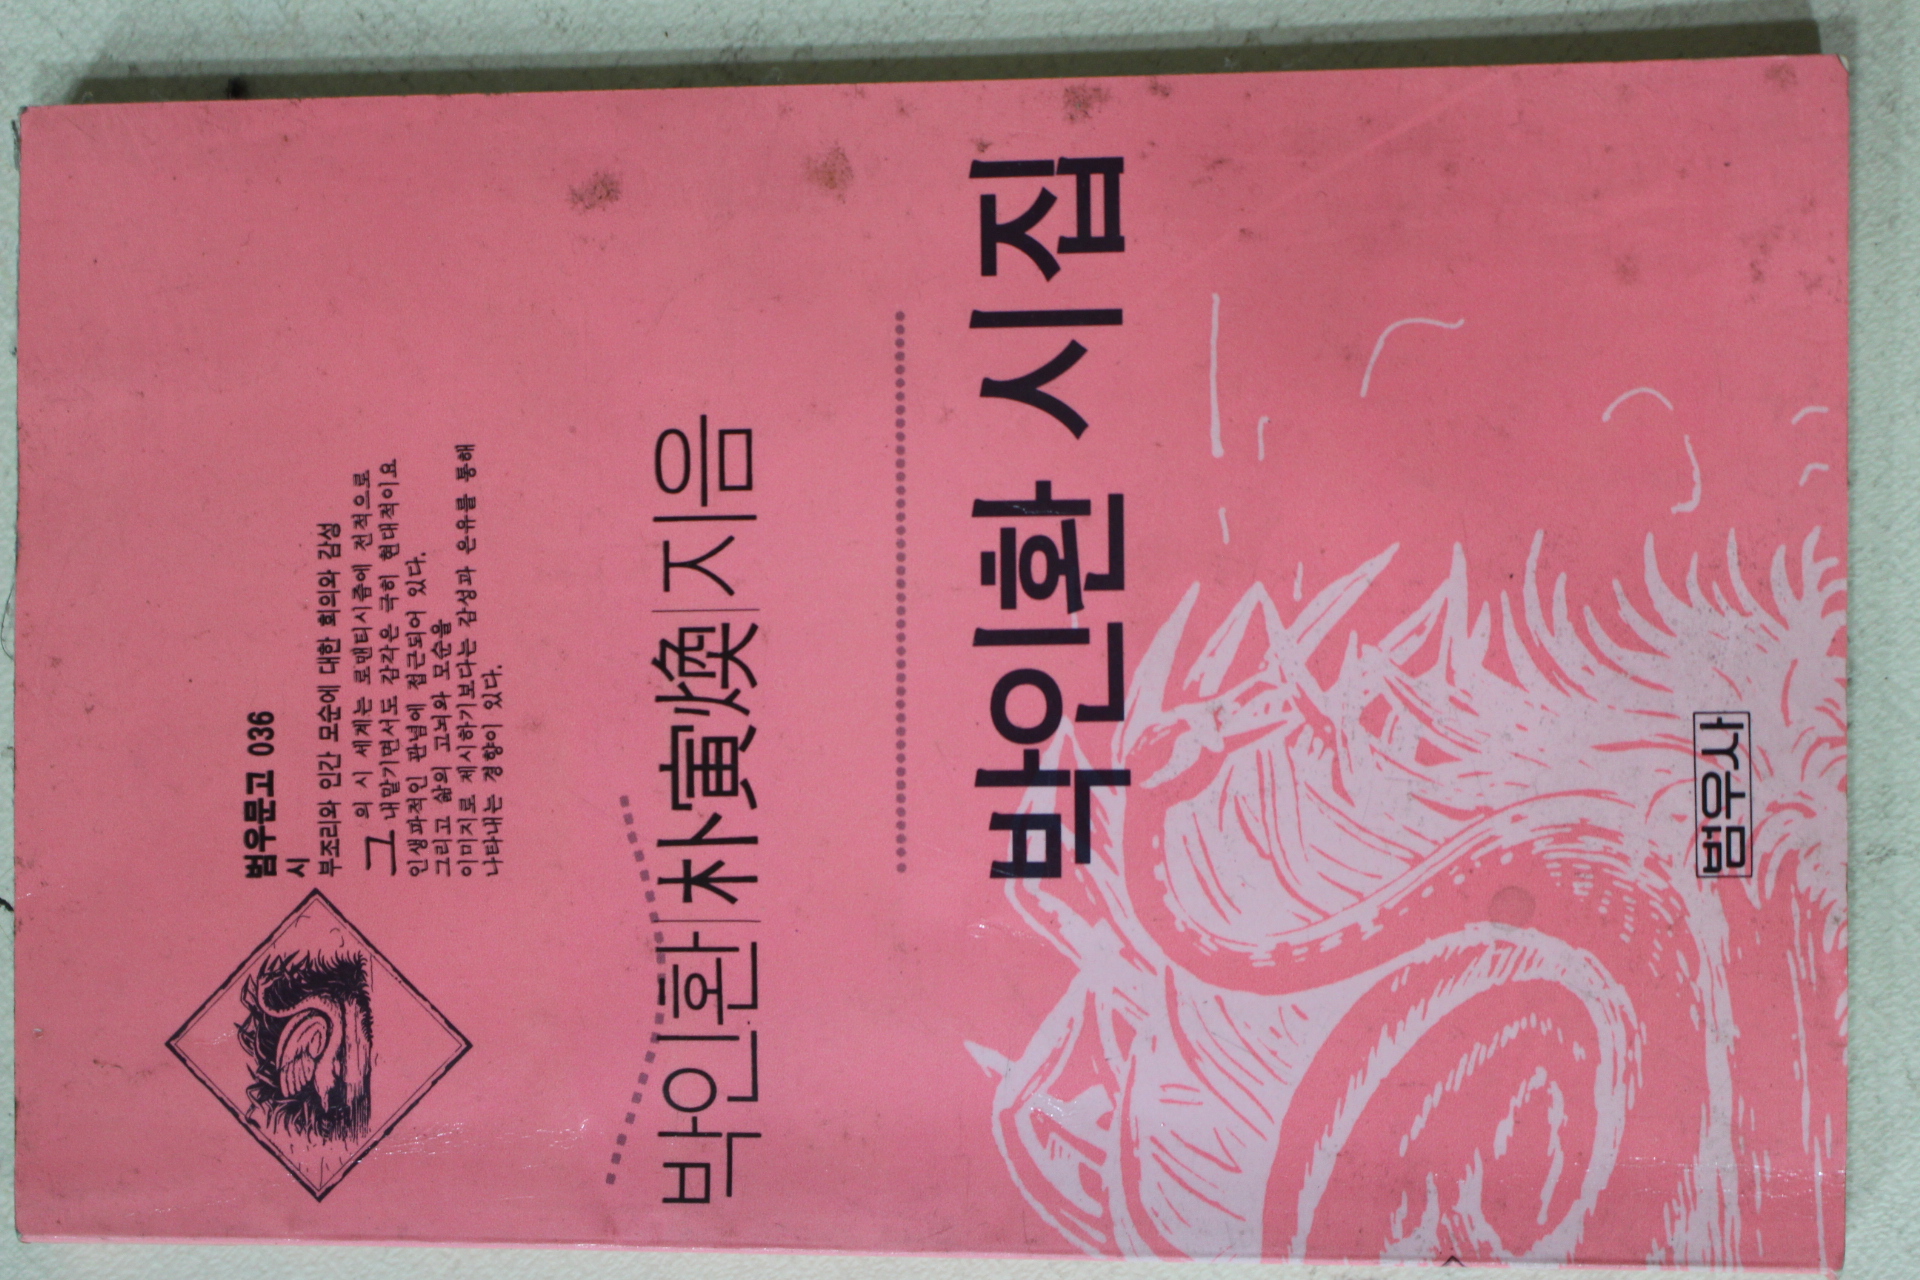 범우문고 036
시
부조리와 인간 모순에 대한 회의와 감성
그의 시 세계는 로맨티시즘에 전적으로
내맡기면서도 감각은 극히 현대적이요
인생파적인 관념에 접근되어 있다.
그리고 삶의 고뇌와 모순을
이미지로 제시하기보다는 감성과 은유를 통해
나타내는 경향이 있다.
박인환|朴寅煥|지음
박인환 시집
범우사